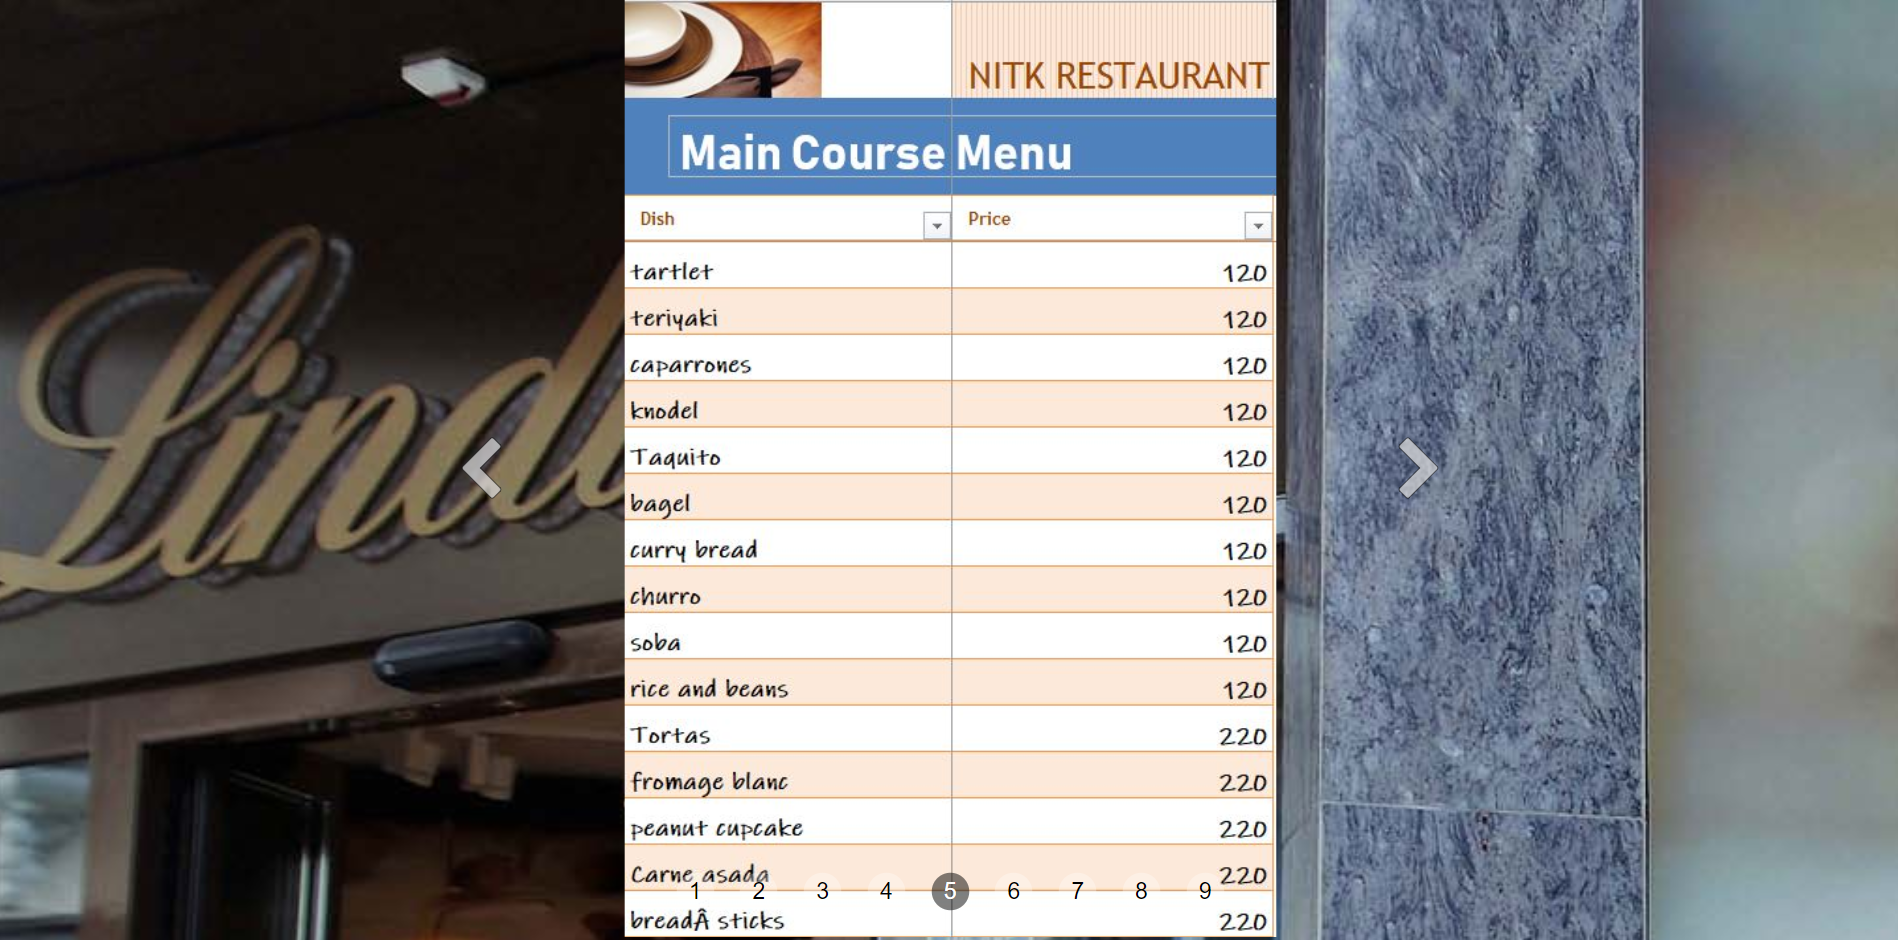 NITK RESTAURANT
Main Course Menu
Dish Price
tartlet 120
teriyaki 120
caparrones 120
knodel 120
Taquito 120
bagel 120
curry bread 120
churro 120
soba 120
rice and beans 120
Tortas 220
fromage blanc 220
peanut cupcake 220
Carne asada 220
1 2 3 4 5 6 7 8 9
breadÂ sticks 220